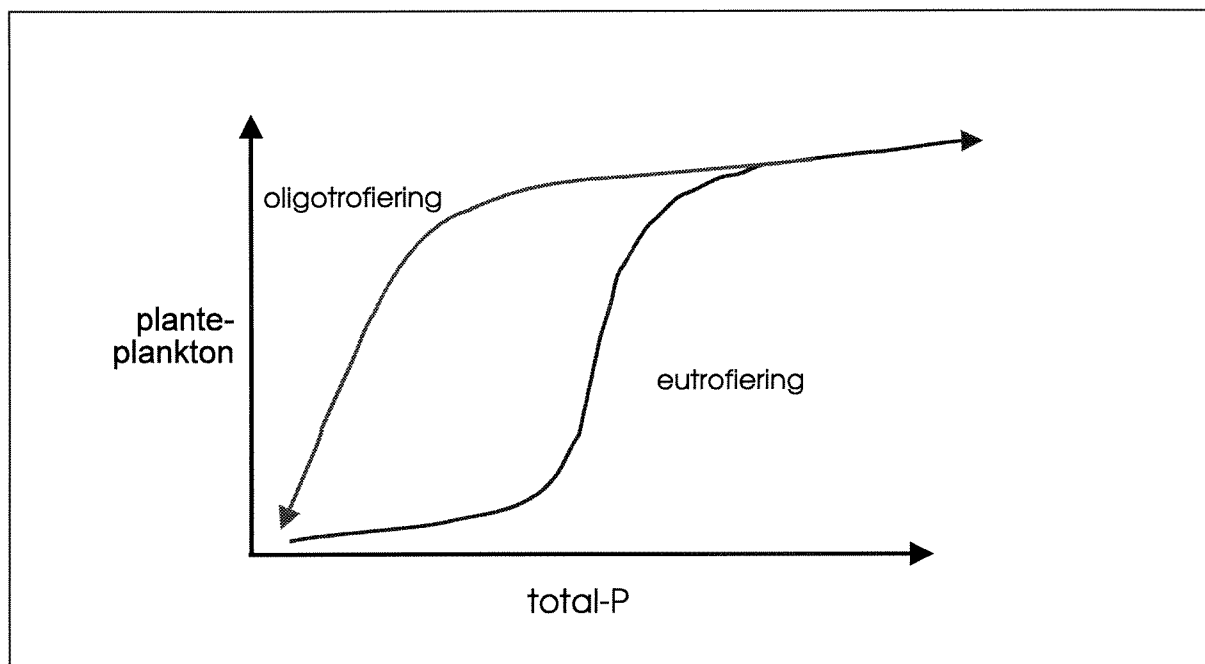 oligotrofiering
plante-
plankton
eutrofiering
total-P